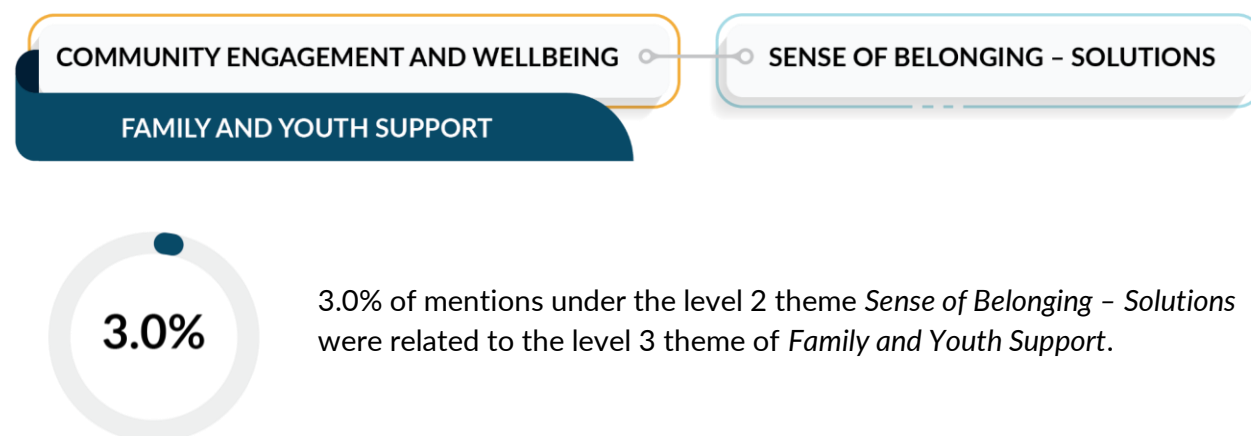 COMMUNITY ENGAGEMENT AND WELLBEING
SENSE OF BELONGING – SOLUTIONS
FAMILY AND YOUTH SUPPORT
3.0%
3.0% of mentions under the level 2 theme Sense of Belonging – Solutions
were related to the level 3 theme of Family and Youth Support.